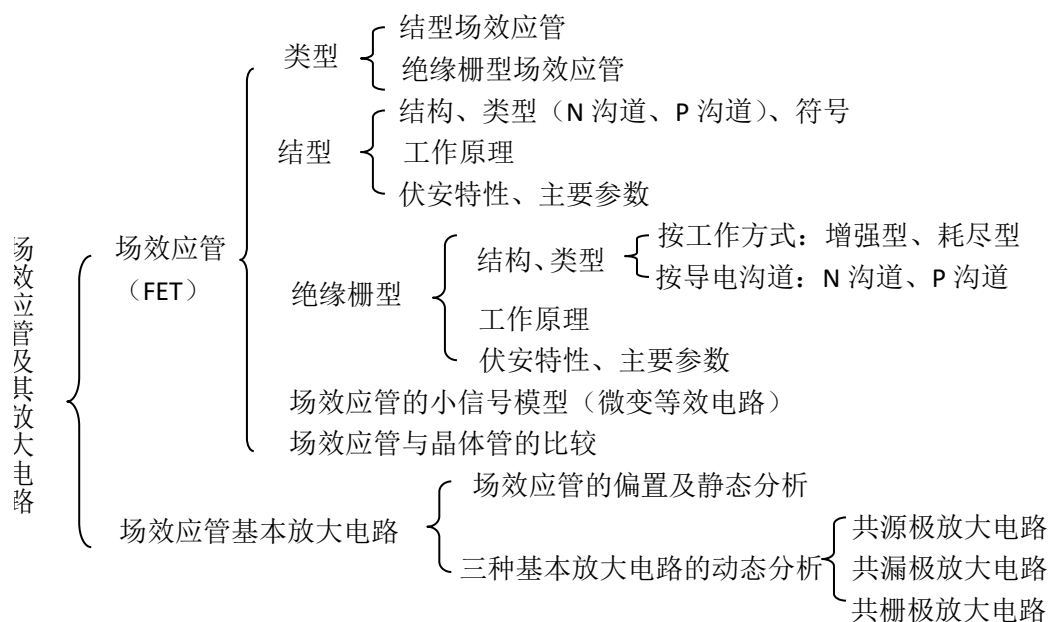 场效应管及其放大电路
场效应管
（FET）
类型
结型场效应管
绝缘栅型场效应管
结型
结构、类型（N 沟道、P 沟道）、符号
工作原理
伏安特性、主要参数
绝缘栅型
结构、类型
按工作方式：增强型、耗尽型
按导电沟道：N 沟道、P 沟道
工作原理
伏安特性、主要参数
场效应管的小信号模型（微变等效电路）
场效应管与晶体管的比较
场效应管基本放大电路
场效应管的偏置及静态分析
三种基本放大电路的动态分析
共源极放大电路
共漏极放大电路
共栅极放大电路